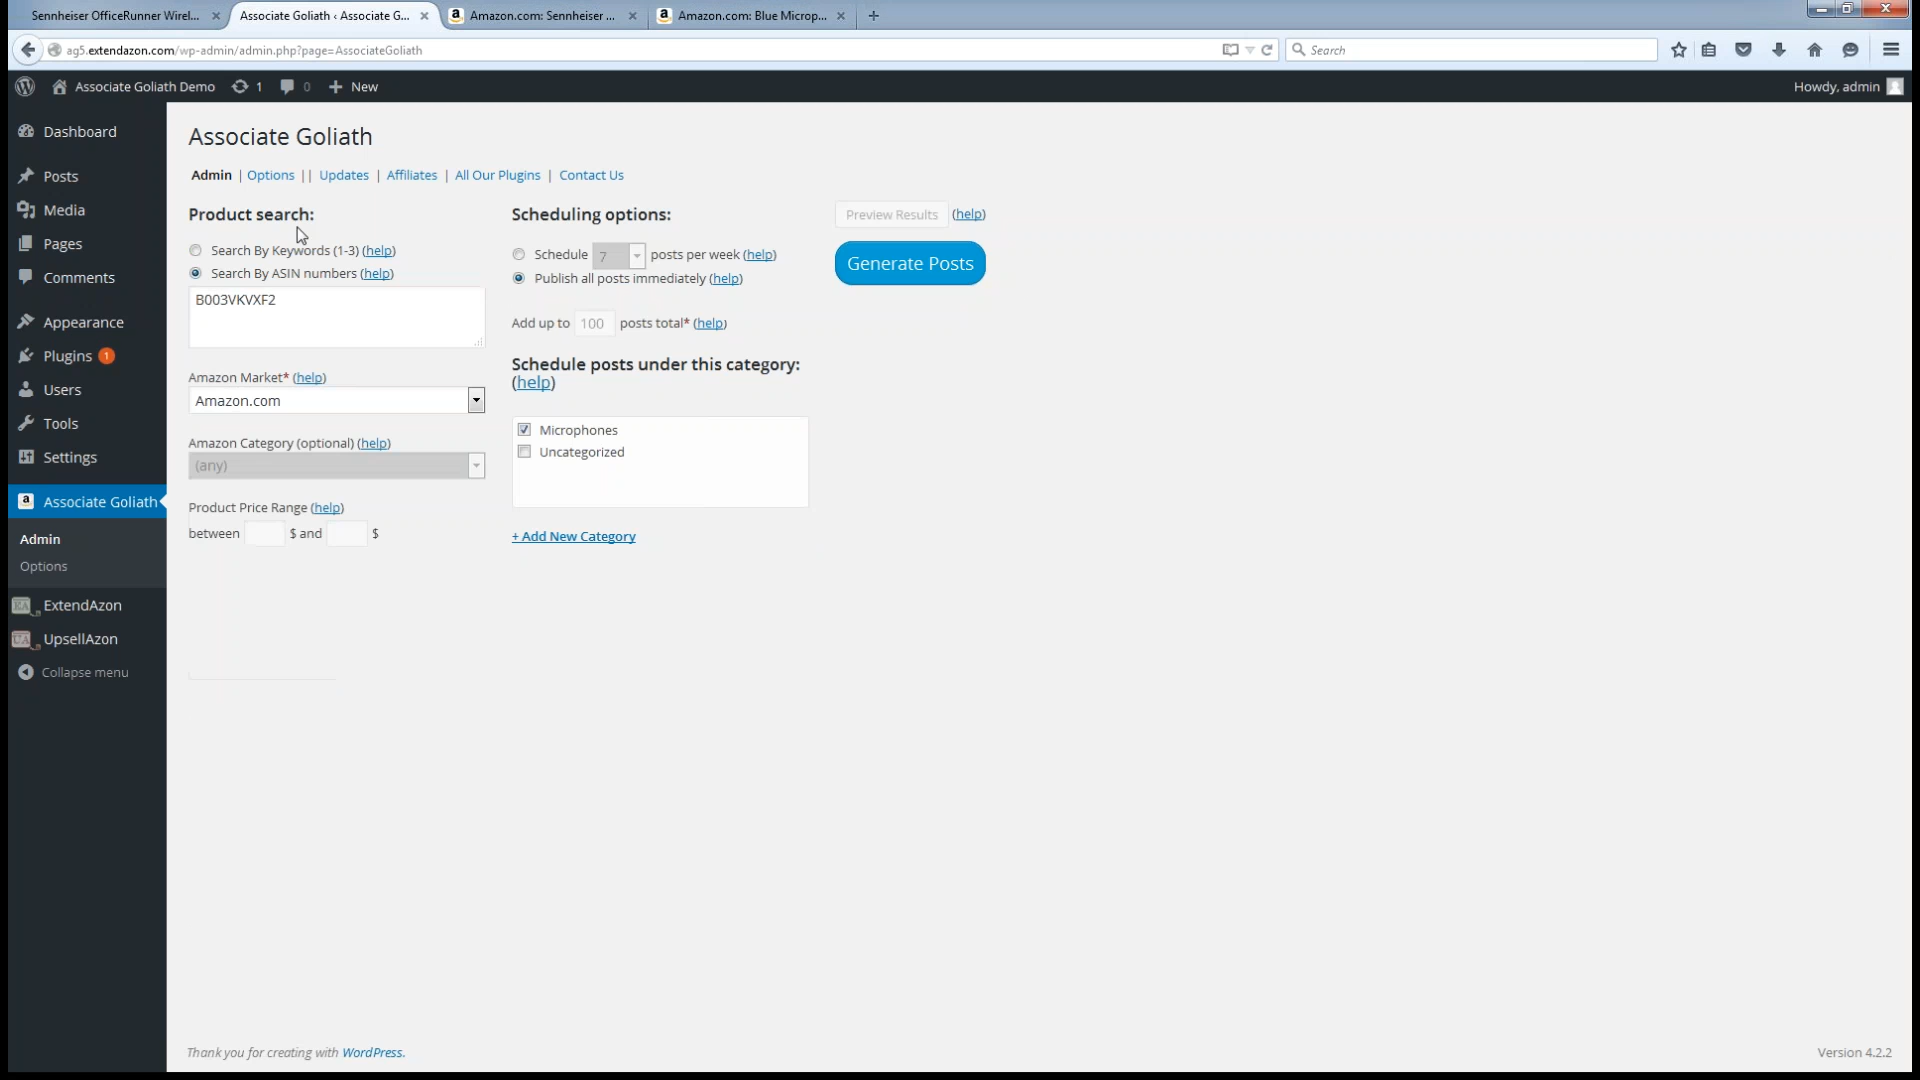 Sennheiser OfficeRunner Wirel...
Associate Goliath ‹ Associate G...
Amazon.com: Sennheiser ...
Amazon.com: Blue Microp...
ag5.extendazon.com/wp-admin/admin.php?page=AssociateGoliath
Search
Associate Goliath Demo
1
0
+ New
Howdy, admin
Dashboard
Posts
Media
Pages
Comments
Appearance
Plugins 1
Users
Tools
Settings
Associate Goliath
Admin
Options
ExtendAzon
UpsellAzon
Collapse menu
Associate Goliath
Admin | Options || Updates | Affiliates | All Our Plugins | Contact Us
Product search:
Search By Keywords (1-3) (help)
Search By ASIN numbers (help)
B003VKVXF2
Amazon Market* (help)
Amazon.com
Amazon Category (optional) (help)
(any)
Product Price Range (help)
between $ and $
Scheduling options:
Schedule 7 posts per week (help)
Publish all posts immediately (help)
Add up to 100 posts total* (help)
Schedule posts under this category:
(help)
Microphones
Uncategorized
+ Add New Category
Preview Results (help)
Generate Posts
Thank you for creating with WordPress.
Version 4.2.2